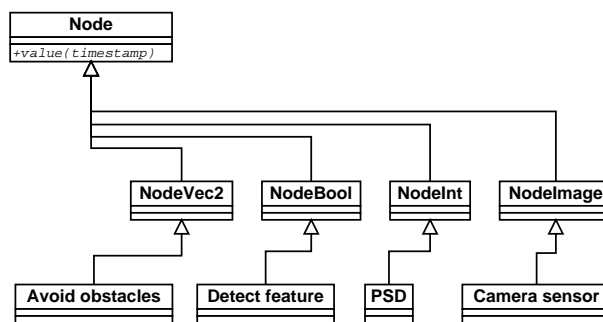 Node
+value(timestamp)
NodeVec2 NodeBool NodeInt NodeImage
Avoid obstacles Detect feature PSD Camera sensor